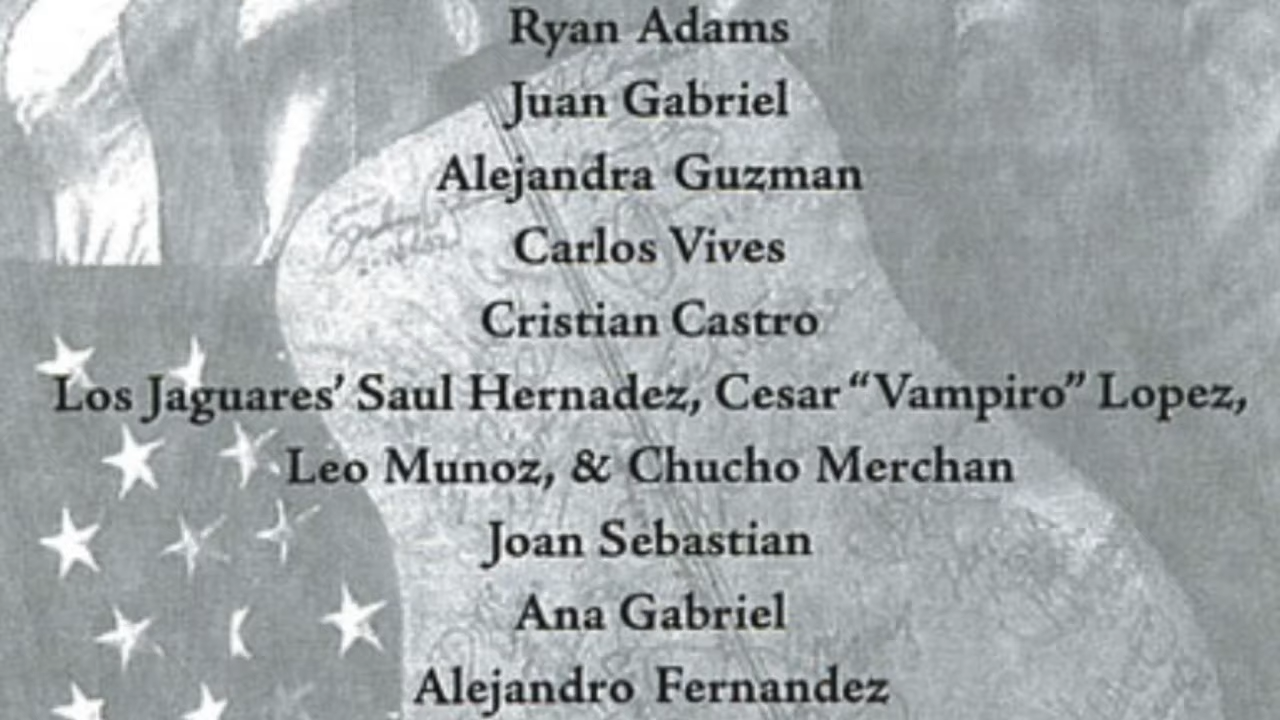 Ryan Adams
Juan Gabriel
Alejandra Guzman
Carlos Vives
Cristian Castro
Los Jaguares’ Saul Hernadez, Cesar “Vampiro” Lopez,
Leo Munoz, & Chucho Merchan
Joan Sebastian
Ana Gabriel
Alejandro Fernandez